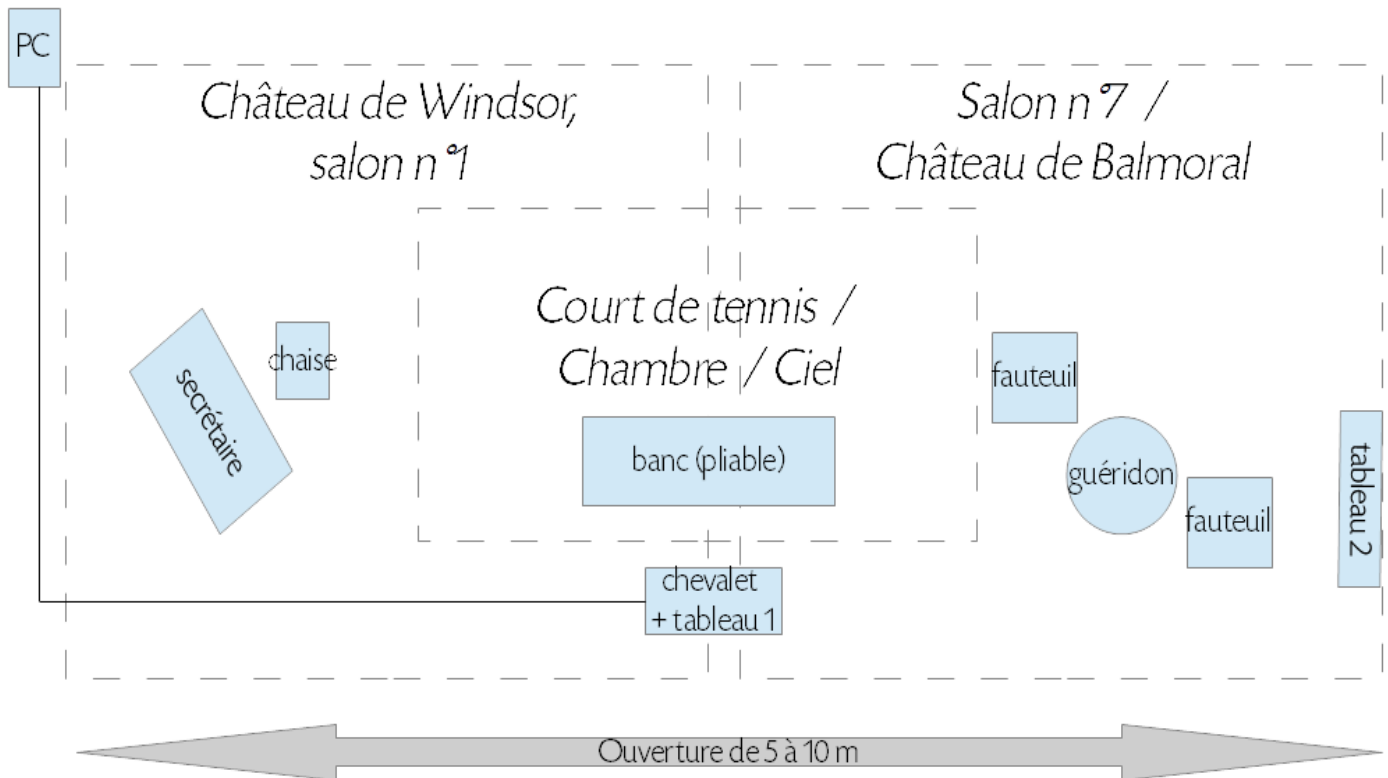 PC
Château de Windsor,
salon n°1
Salon n°7 /
Château de Balmoral
Court de tennis /
Chambre / Ciel
secrétaire
chaise
banc (pliable)
fauteuil
guéridon
fauteuil
tableau 2
chevalet
+ tableau 1
Ouverture de 5 à 10 m